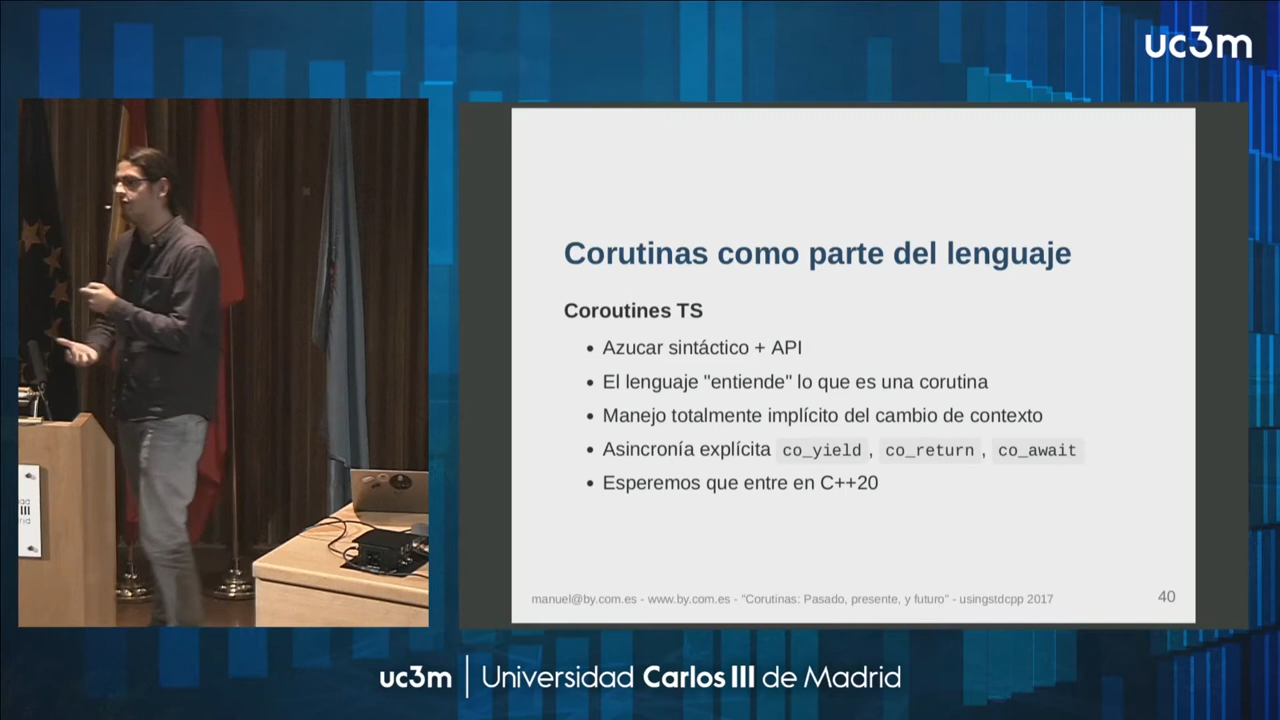 uc3m
Corutinas como parte del lenguaje
Coroutines TS
Azucar sintáctico + API
El lenguaje "entiende" lo que es una corutina
Manejo totalmente implícito del cambio de contexto
Asincronía explícita co_yield , co_return , co_await
Esperemos que entre en C++20
manuel@by.com.es - www.by.com.es - "Corutinas: Pasado, presente, y futuro" - usingstdcpp 2017
40
uc3m | Universidad Carlos III de Madrid